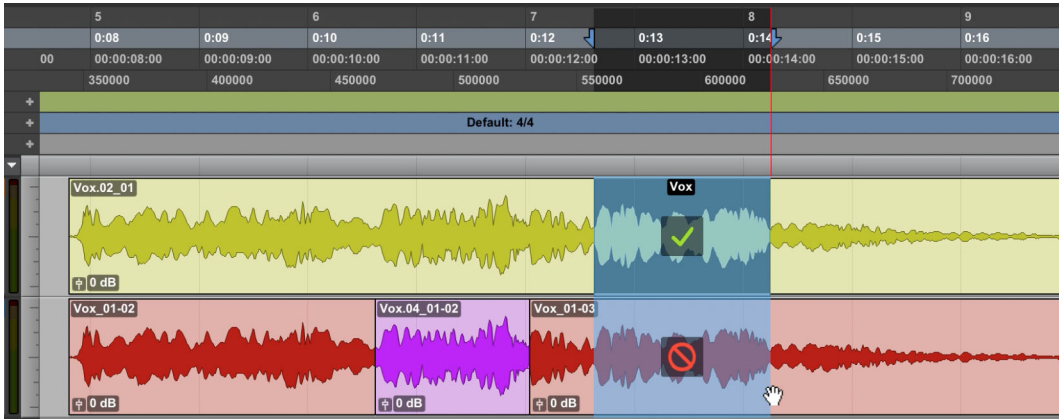 5 6 7 8 9
0:08 0:09 0:10 0:11 0:12 0:13 0:14 0:15 0:16
00 00:00:08:00 00:00:09:00 00:00:10:00 00:00:11:00 00:00:12:00 00:00:13:00 00:00:14:00 00:00:15:00 00:00:16:00
350000 400000 450000 500000 550000 600000 650000 700000
Default: 4/4
Vox.02_01 Vox
0 dB
Vox_01-02 Vox.04_01-02 Vox_01-03
0 dB 0 dB 0 dB